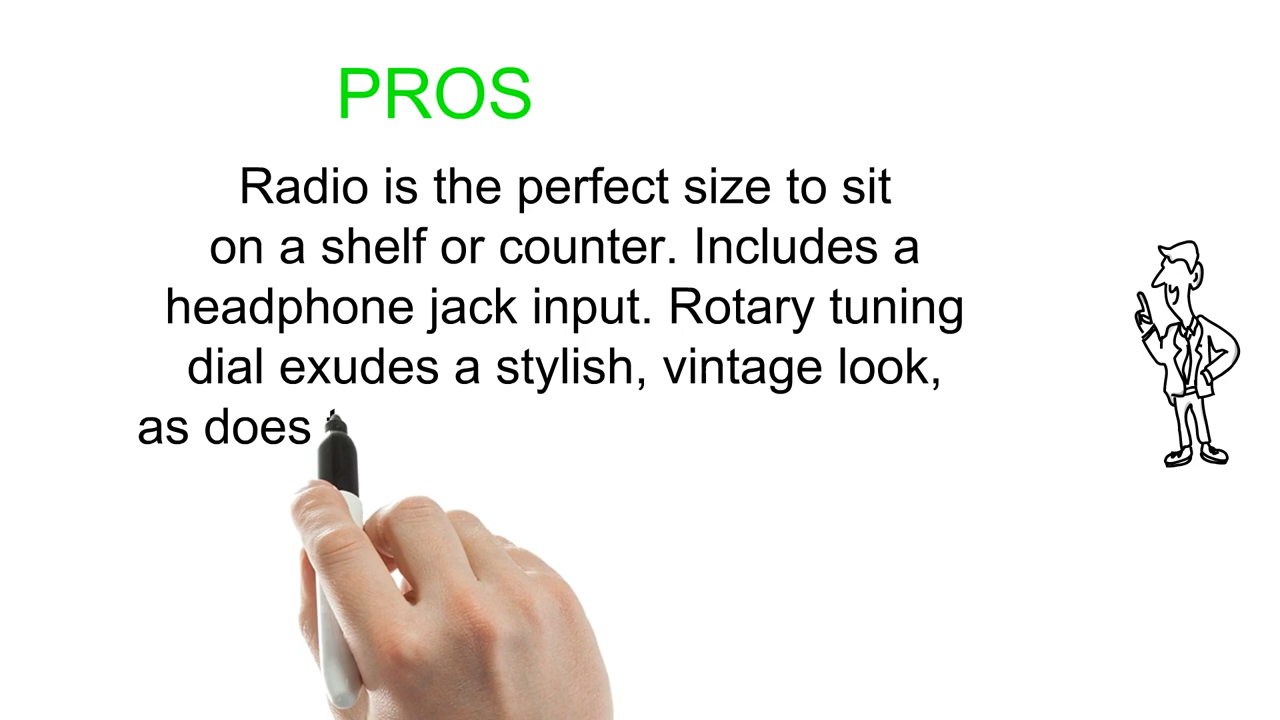 PROS
Radio is the perfect size to sit
on a shelf or counter. Includes a
headphone jack input. Rotary tuning
dial exudes a stylish, vintage look,
as does